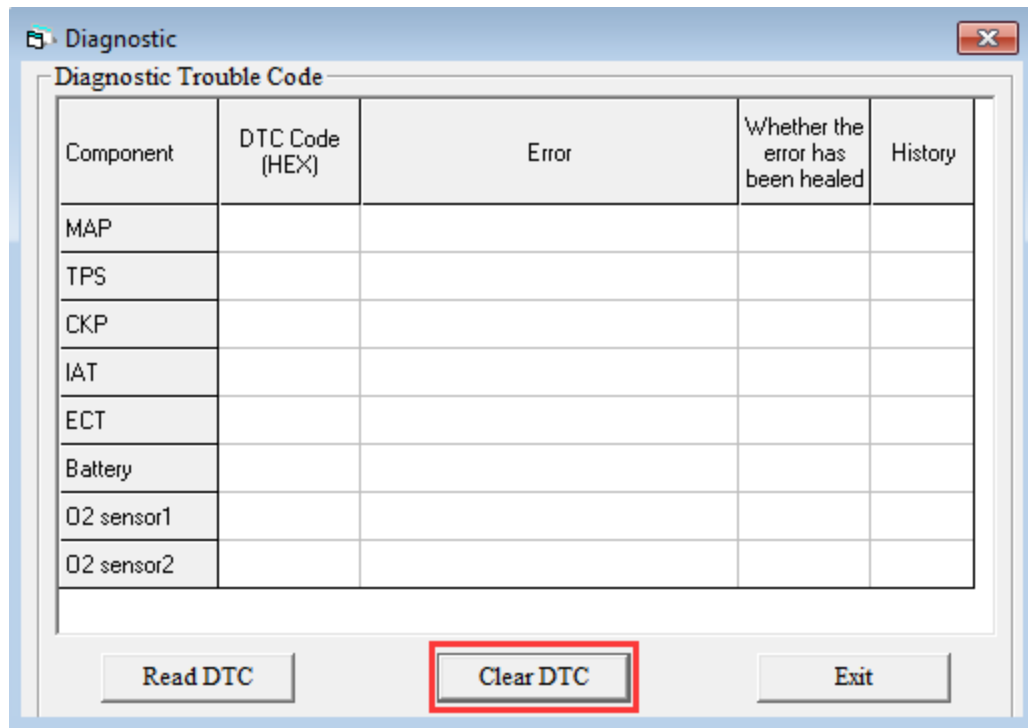 Diagnostic
Diagnostic Trouble Code
Component
DTC Code
(HEX)
Error
Whether the
error has
been healed
History
MAP
TPS
CKP
IAT
ECT
Battery
O2 sensor1
O2 sensor2
Read DTC
Clear DTC
Exit